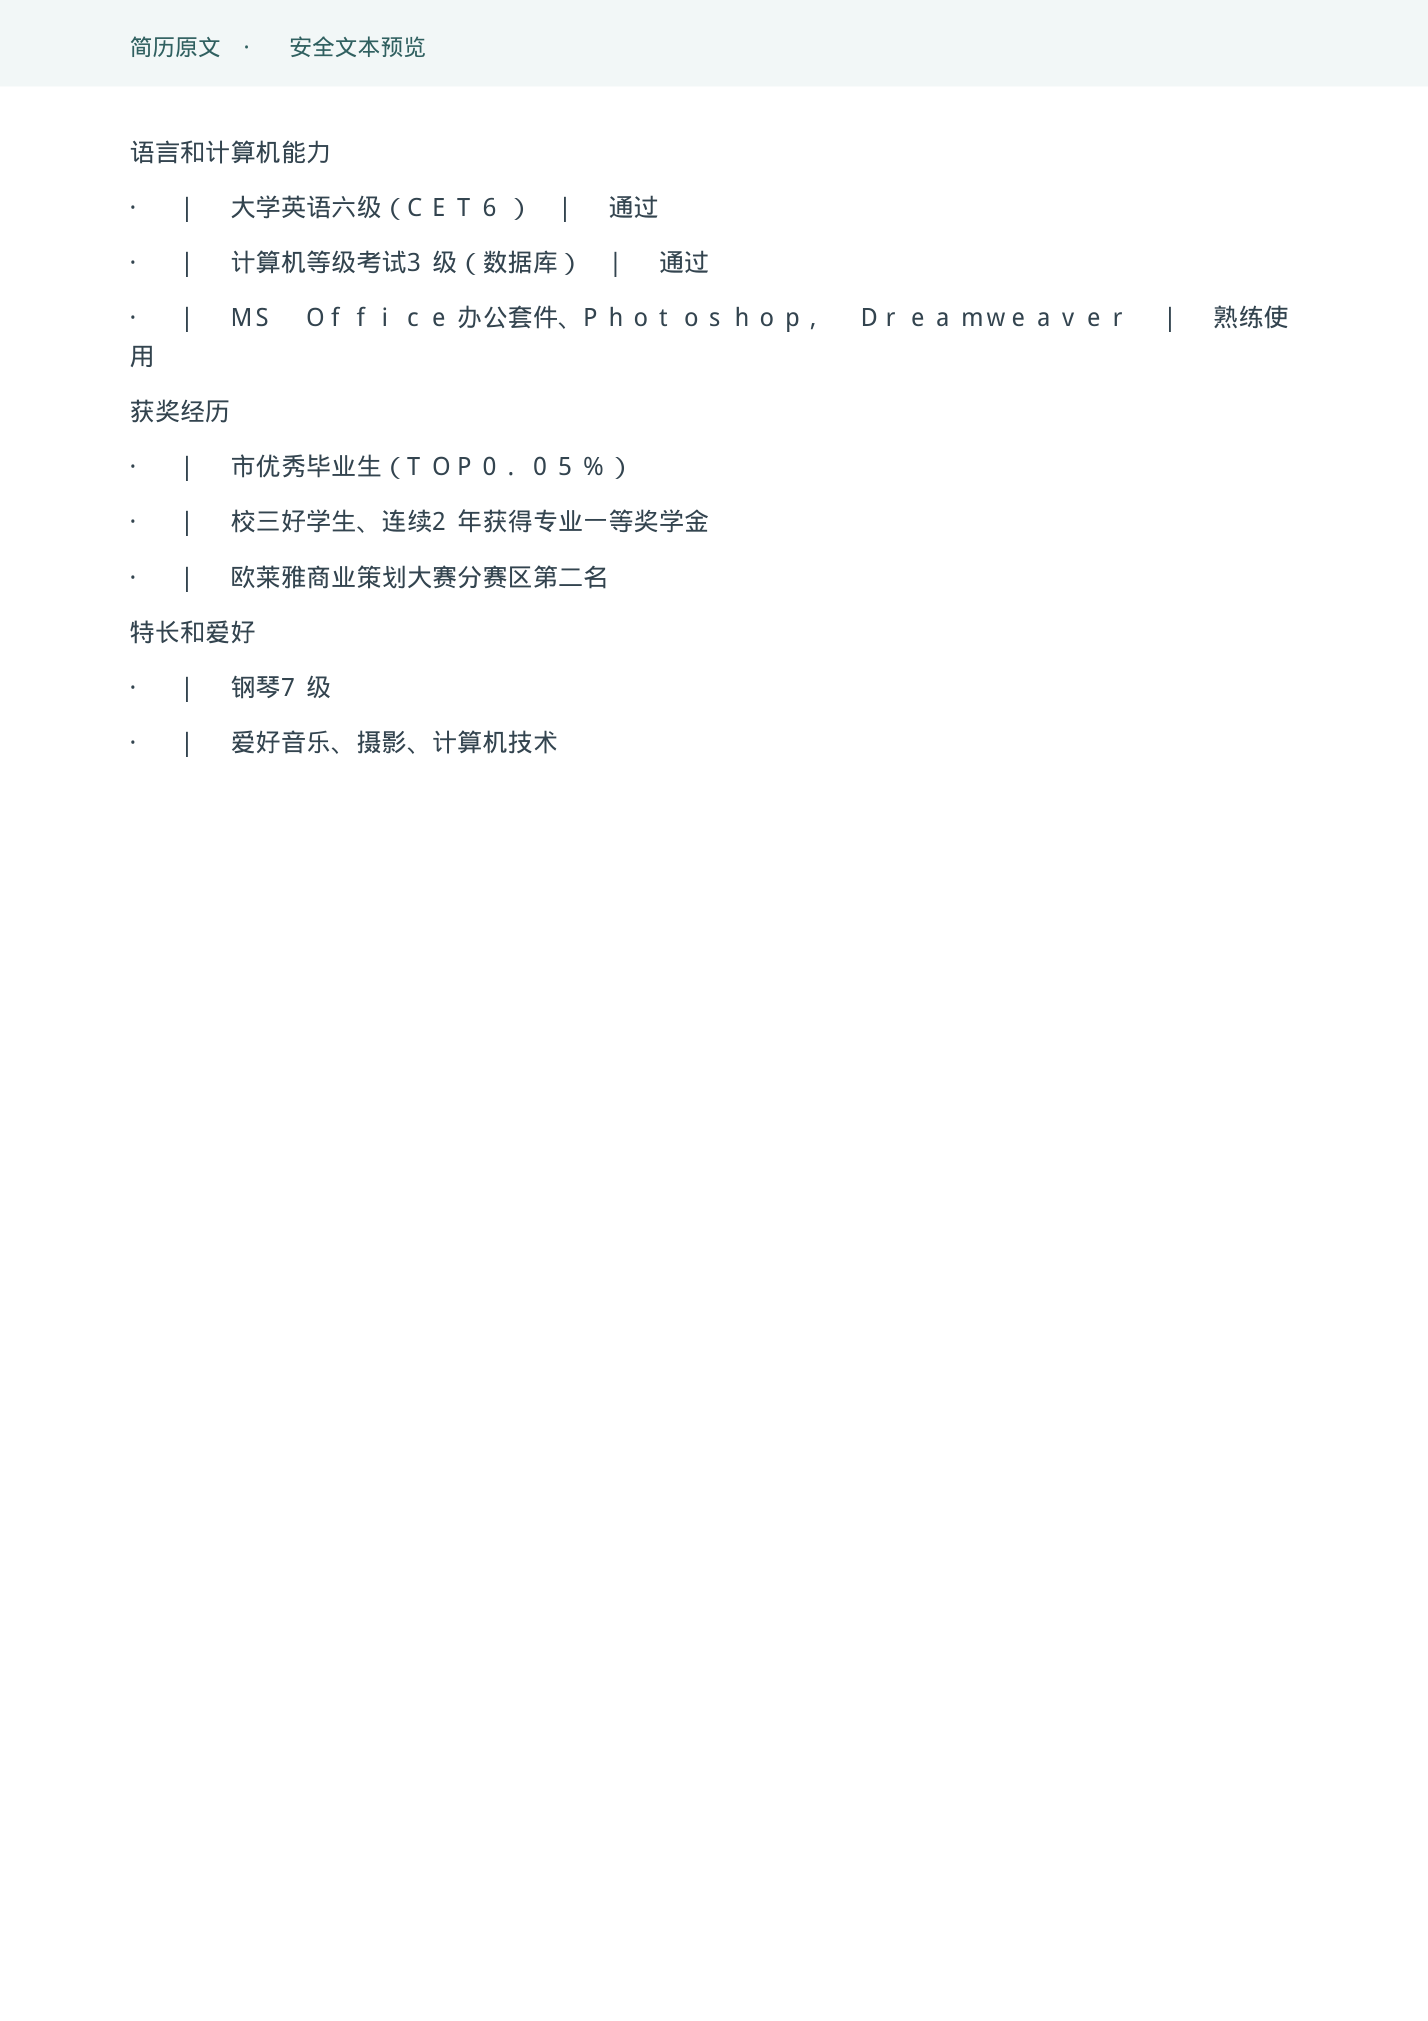 简历原文 · 安全文本预览
语言和计算机能力
· | 大学英语六级（CET6） | 通过
· | 计算机等级考试3级（数据库） | 通过
· | MS Office办公套件、Photoshop, Dreamweaver | 熟练使
用
获奖经历
· | 市优秀毕业生（TOP0.05%）
· | 校三好学生、连续2年获得专业一等奖学金
· | 欧莱雅商业策划大赛分赛区第二名
特长和爱好
· | 钢琴7级
· | 爱好音乐、摄影、计算机技术